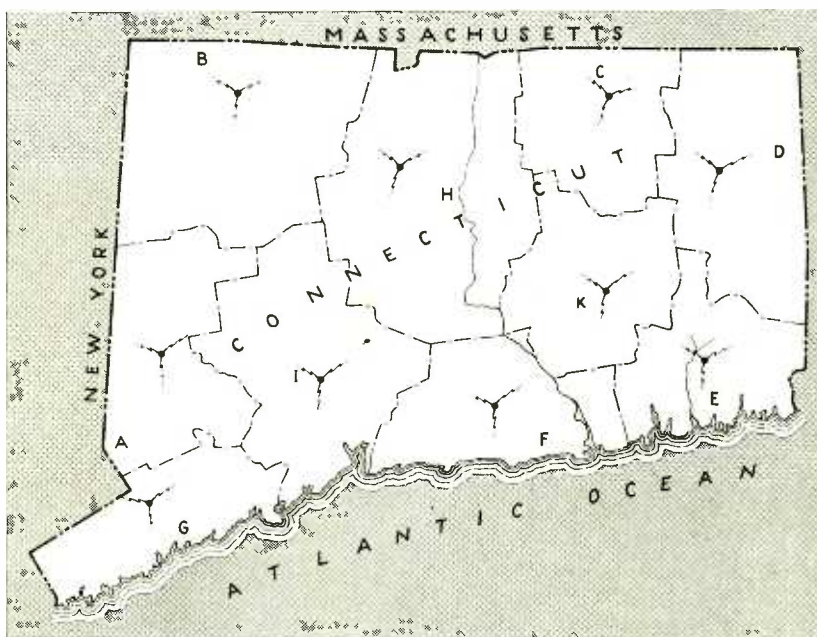 MASSACHUSETTS
B
C
D
H
CONNECTICUT
NEW YORK
K
I
E
A
F
G
ATLANTIC OCEAN